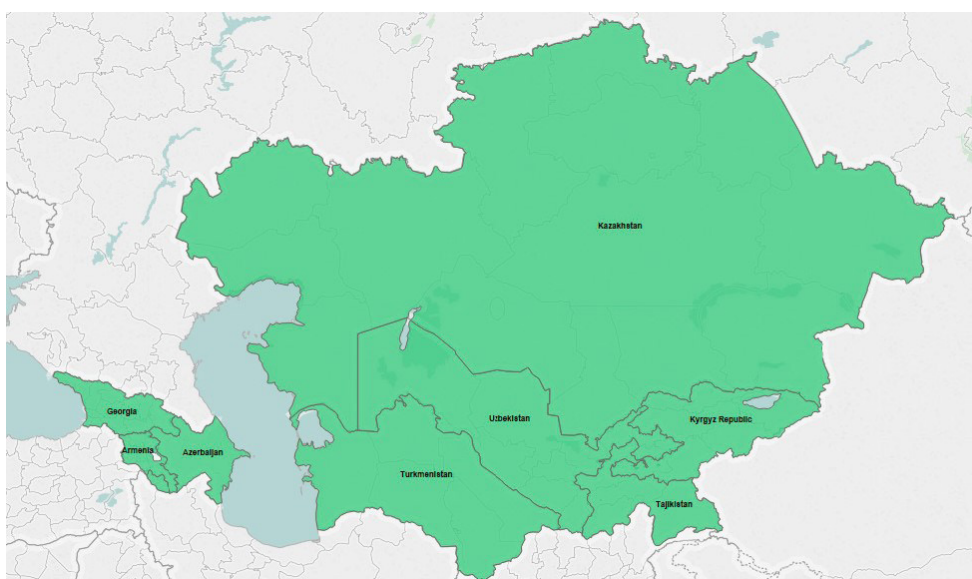 Kazakhstan
Georgia
Uzbekistan
Kyrgyz Republic
Armenia
Azerbaijan
Turkmenistan
Tajikistan